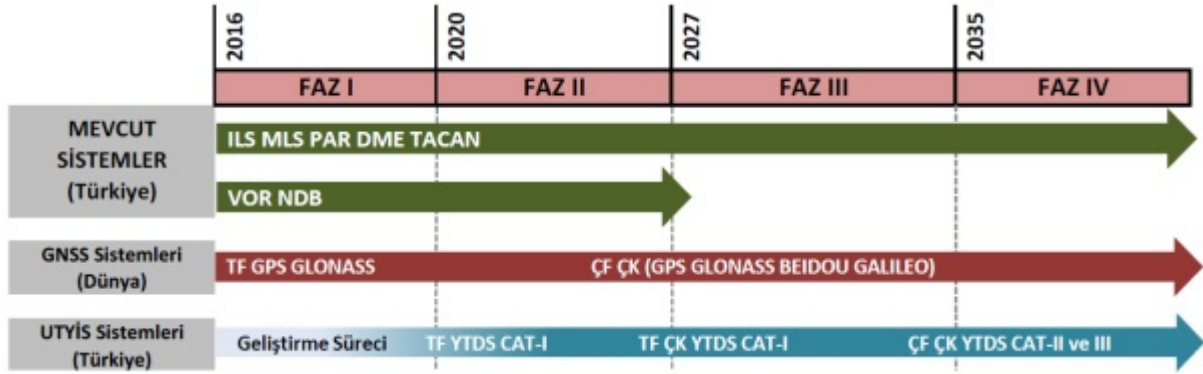 2016
2020
2027
2035
FAZ I
FAZ II
FAZ III
FAZ IV
MEVCUT
SİSTEMLER
(Türkiye)
ILS MLS PAR DME TACAN
VOR NDB
GNSS Sistemleri
(Dünya)
TF GPS GLONASS
ÇF ÇK (GPS GLONASS BEIDOU GALILEO)
UTYİS Sistemleri
(Türkiye)
Geliştirme Süreci
TF YTDS CAT-I
TF ÇK YTDS CAT-I
ÇF ÇK YTDS CAT-II ve III